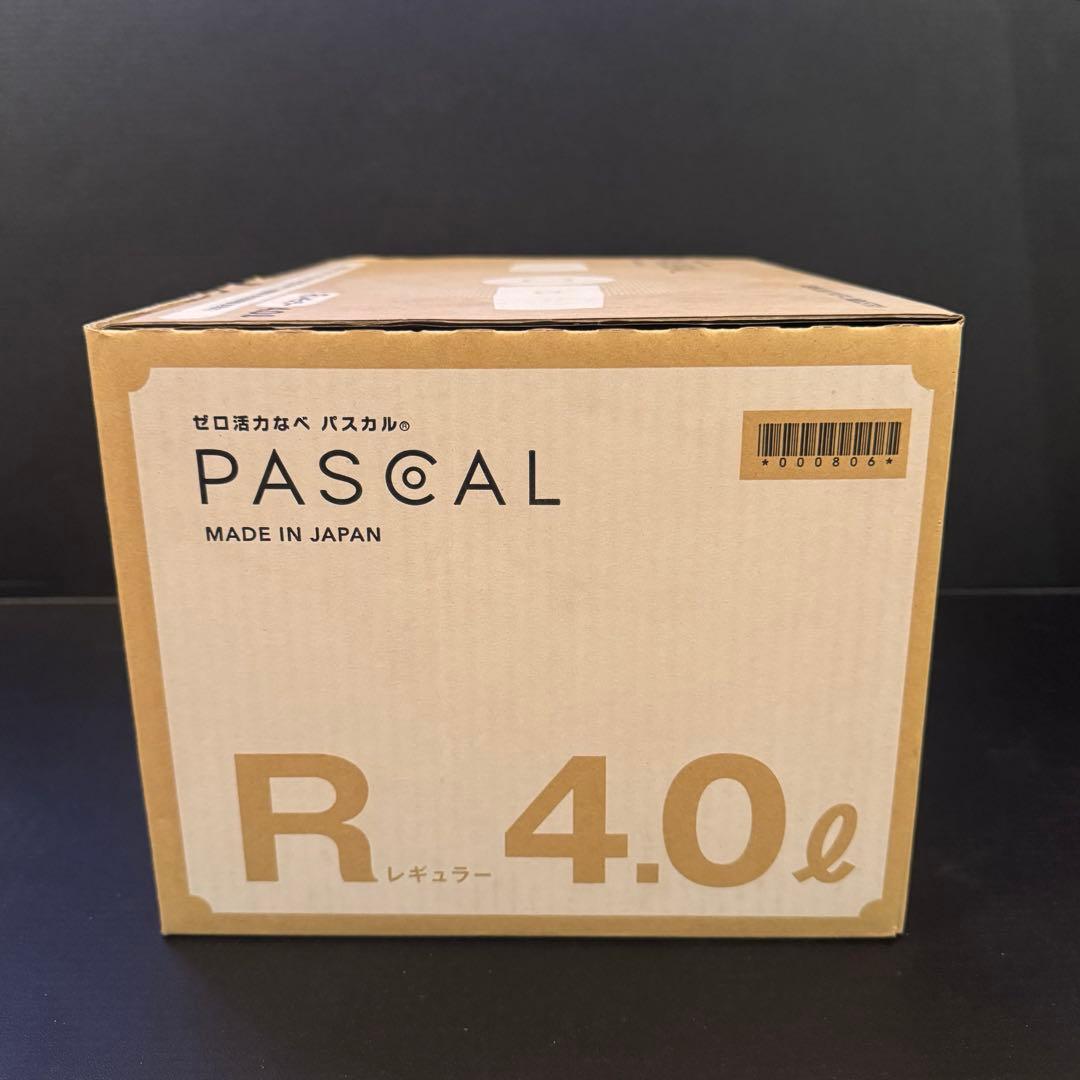 ゼロ活力なべ パスカル®
PASCAL
MADE IN JAPAN
*000806*
R レギュラー 4.0ℓ